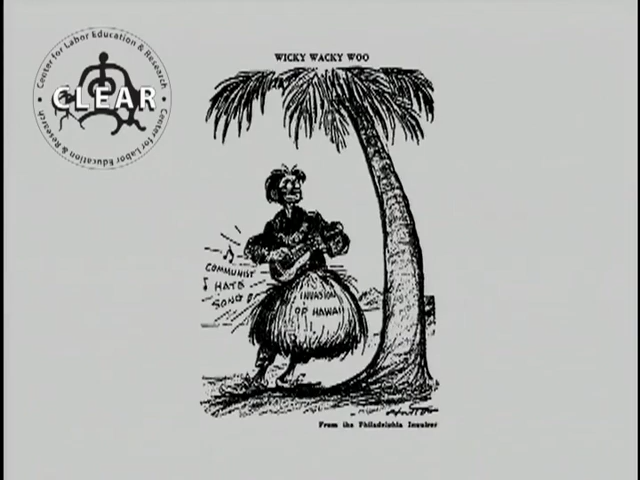 WICKY WACKY WOO
Center for Labor Education & Research
CLEAR
Center for Labor Education & Research
COMMUNIST
HATE
SONG
INVASION
OF HAWAII
From the Philadelphia Inquirer